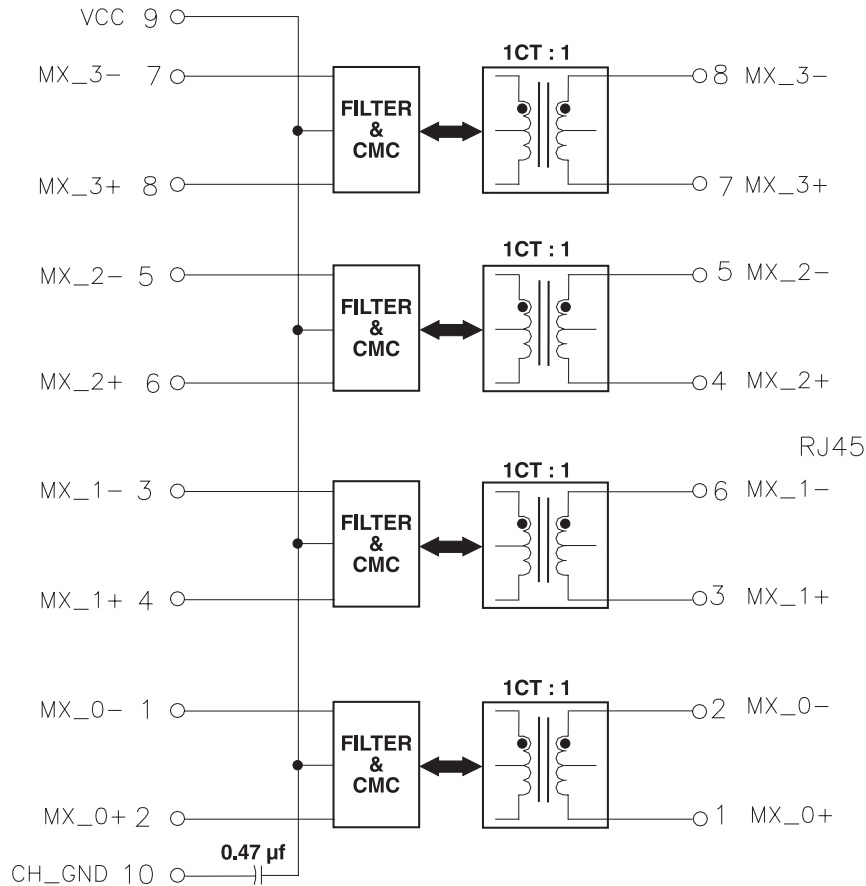 VCC 9
1CT : 1
MX_3- 7
FILTER
&
CMC
8 MX_3-
MX_3+ 8
7 MX_3+
1CT : 1
MX_2- 5
FILTER
&
CMC
5 MX_2-
MX_2+ 6
4 MX_2+
RJ45
1CT : 1
MX_1- 3
FILTER
&
CMC
6 MX_1-
MX_1+ 4
3 MX_1+
1CT : 1
MX_0- 1
FILTER
&
CMC
2 MX_0-
MX_0+ 2
1 MX_0+
0.47 µf
CH_GND 10